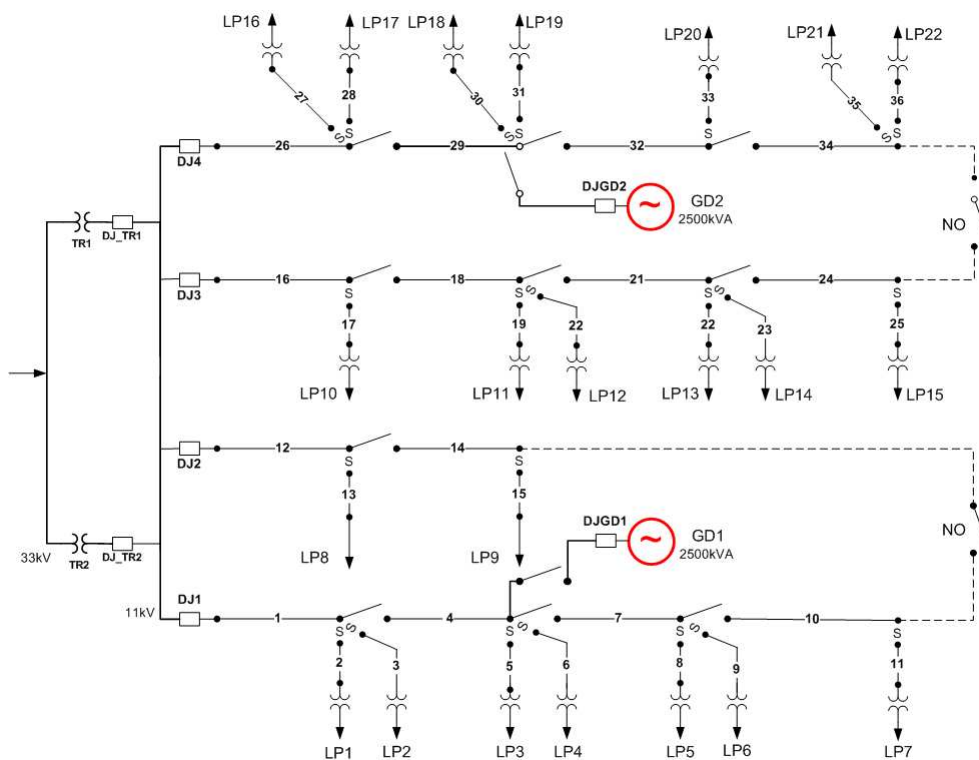 LP16 LP17 LP18 LP19 LP20 LP21 LP22
27 28 30 31 33 35 36
S S S S S S S
26 29 32 34
DJ4
DJGD2 GD2
~
2500kVA
NO
TR1 DJ_TR1
16 18 21 24
DJ3
S S S S S S
17 19 22 22 23 25
LP10 LP11 LP12 LP13 LP14 LP15
12 14
DJ2
S S
13 15
DJGD1 GD1
~
2500kVA
NO
33kV TR2 DJ_TR2
LP8 LP9
11kV DJ1
1 4 7 10
S S S S S S S
2 3 5 6 8 9 11
LP1 LP2 LP3 LP4 LP5 LP6 LP7